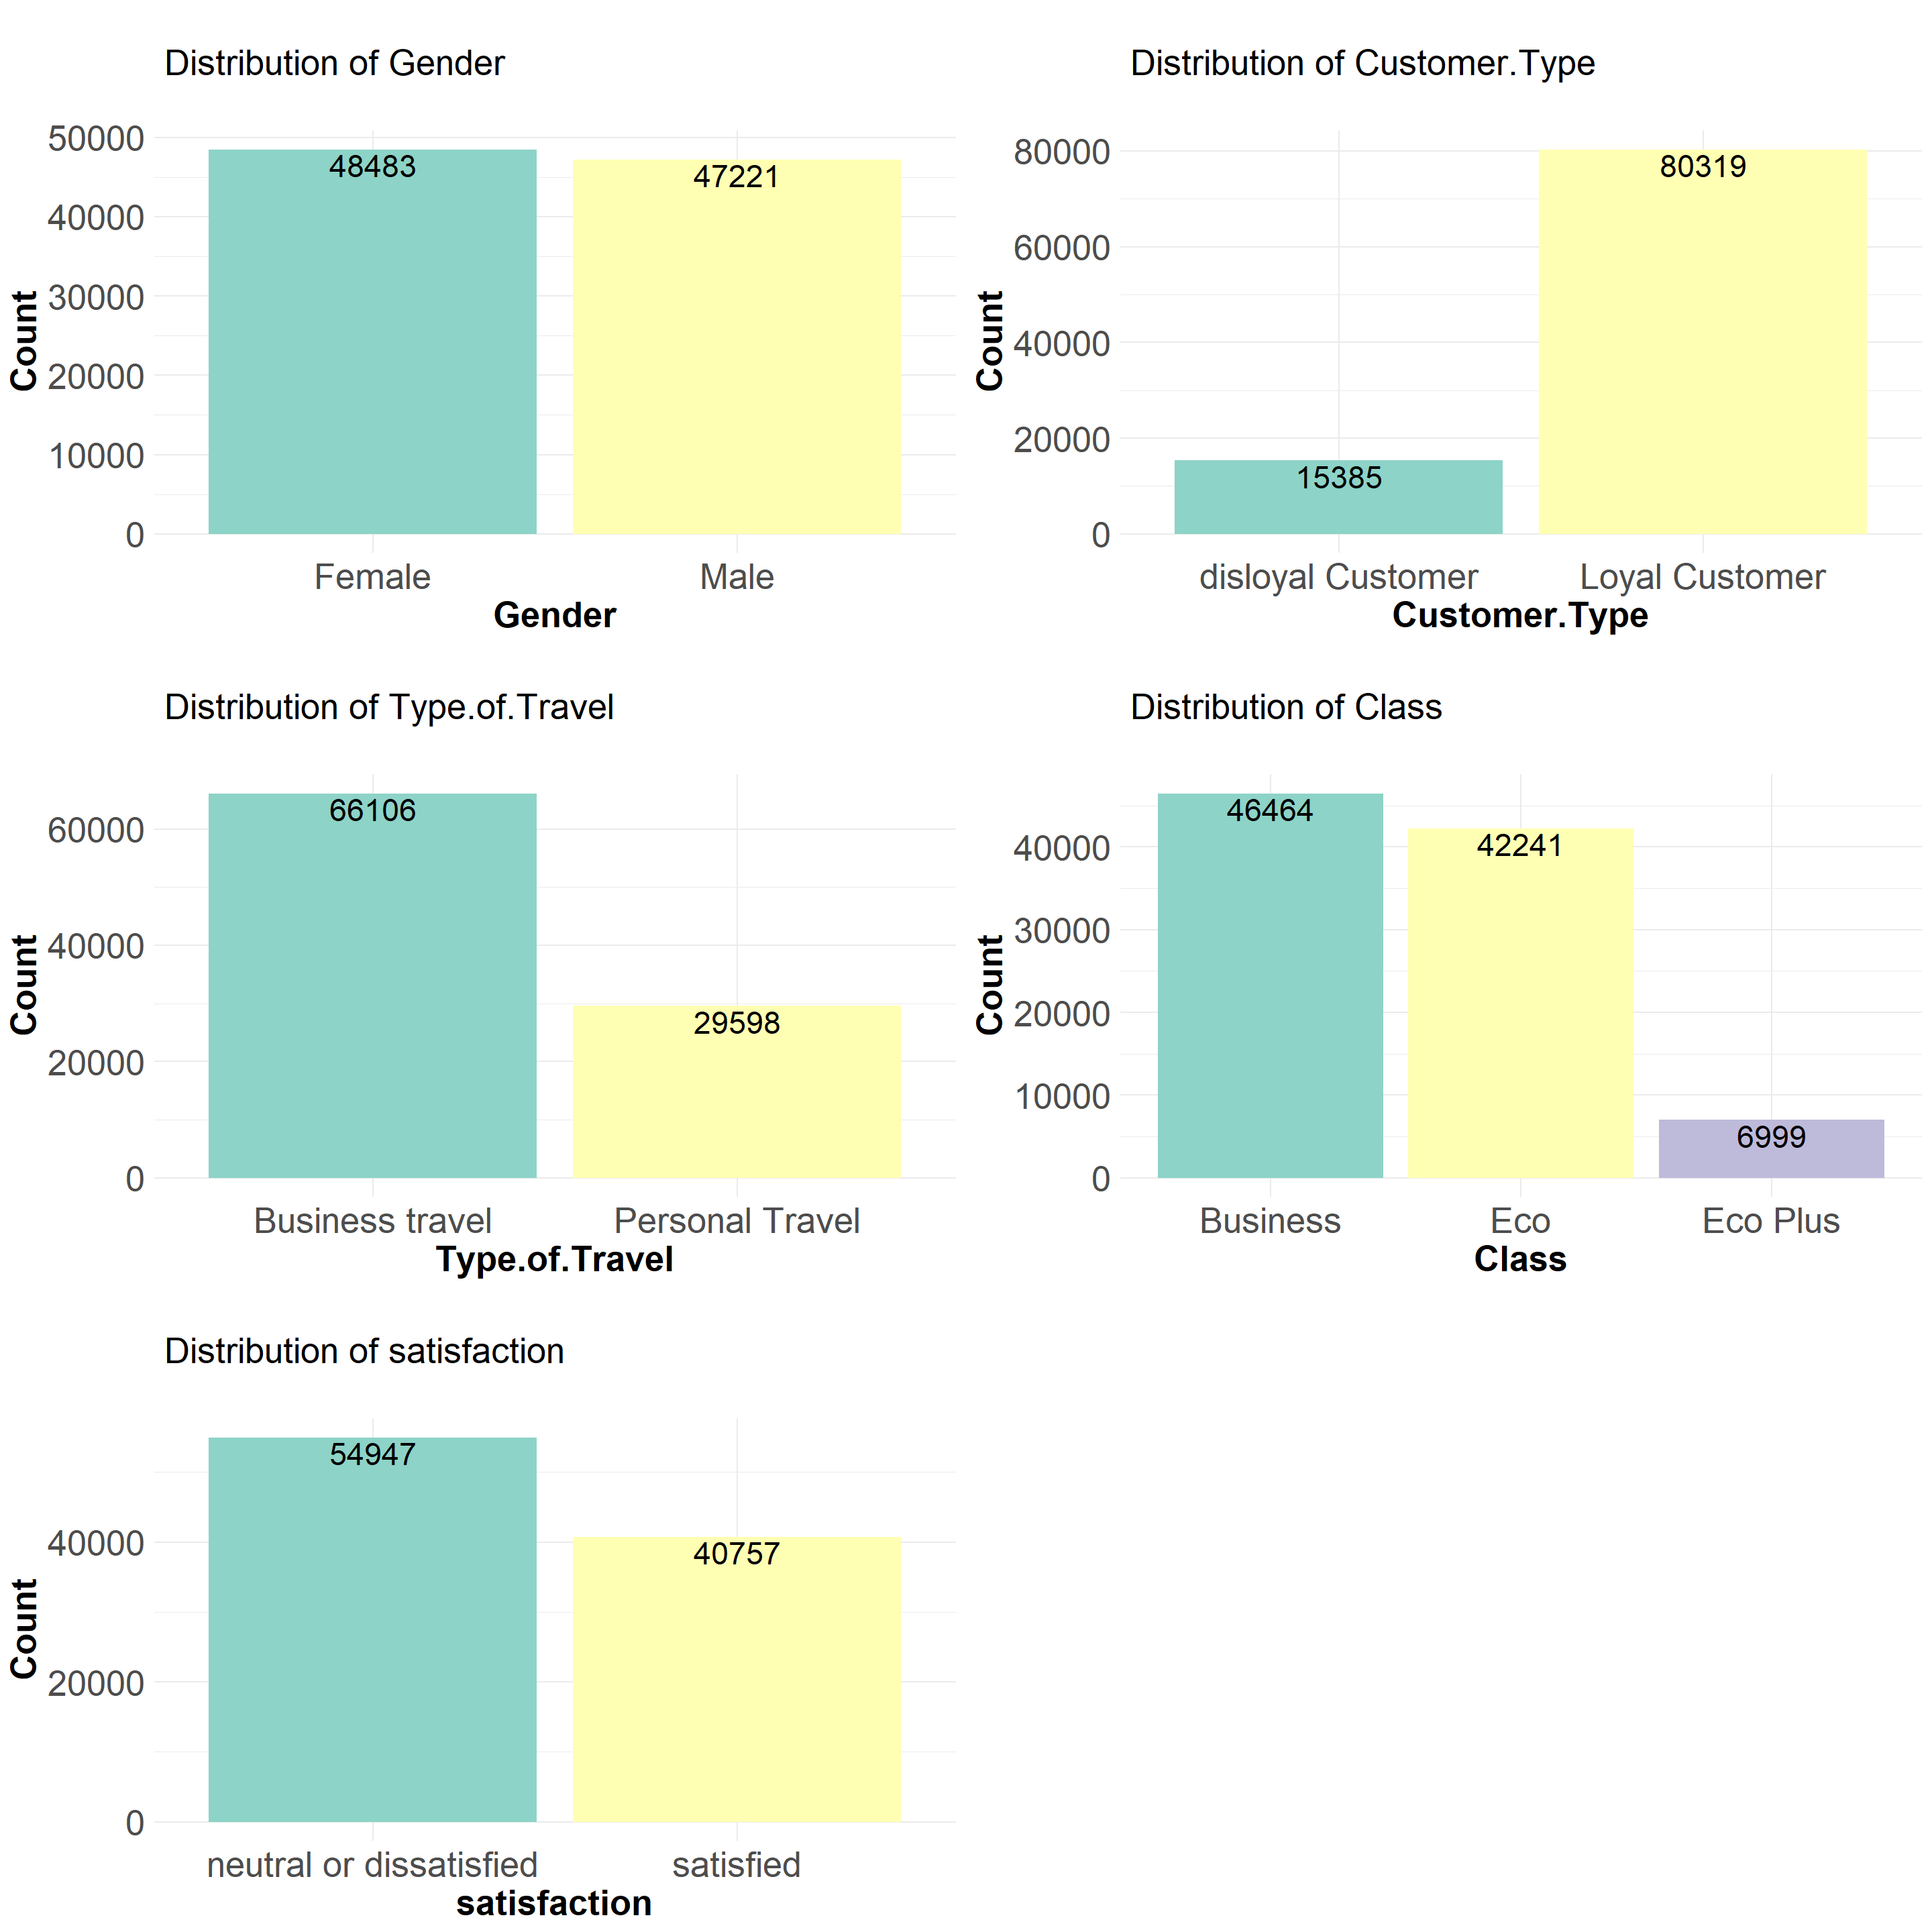 Distribution of Gender
50000
40000
30000
20000
10000
0
Count
48483
47221
Female
Male
Gender
Distribution of Customer.Type
80000
60000
40000
20000
0
Count
15385
80319
disloyal Customer
Loyal Customer
Customer.Type
Distribution of Type.of.Travel
60000
40000
20000
0
Count
66106
29598
Business travel
Personal Travel
Type.of.Travel
Distribution of Class
40000
30000
20000
10000
0
Count
46464
42241
6999
Business
Eco
Eco Plus
Class
Distribution of satisfaction
40000
20000
0
Count
54947
40757
neutral or dissatisfied
satisfied
satisfaction